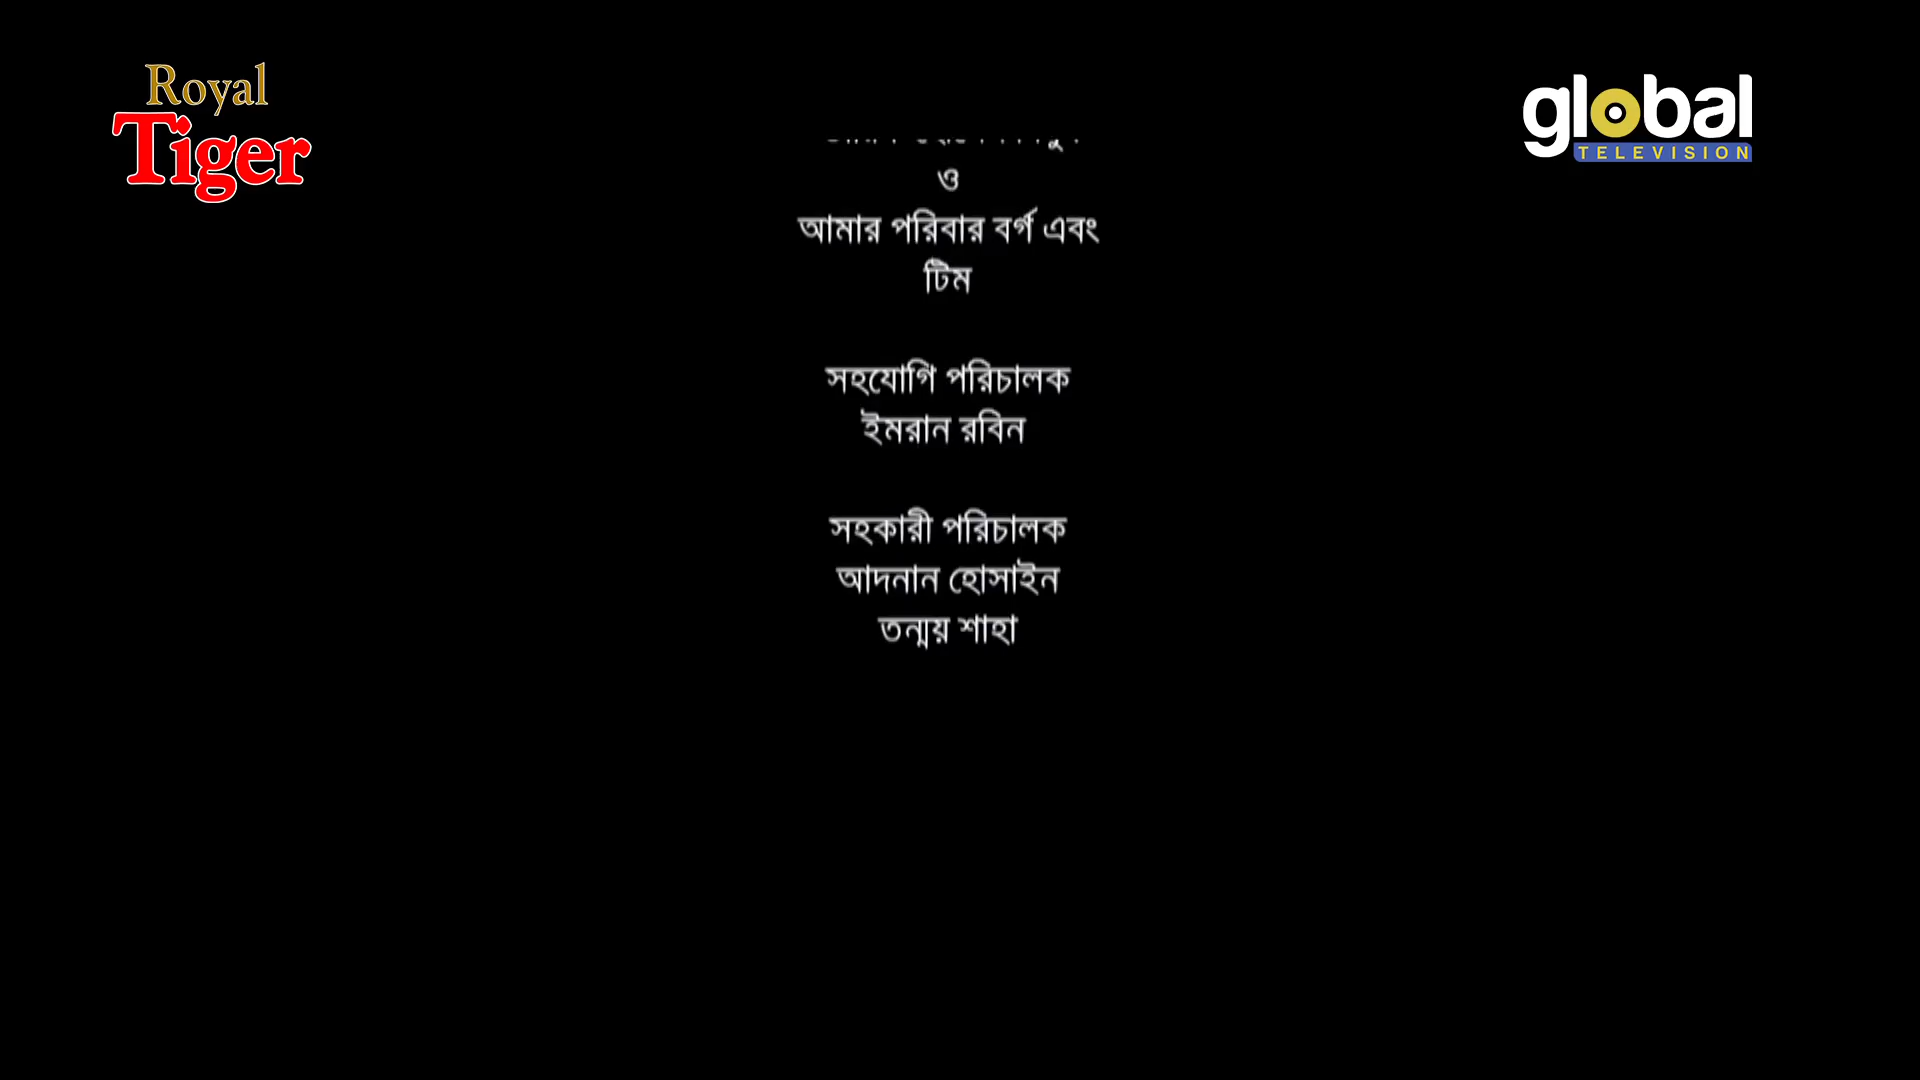 Royal
Tiger
global
TELEVISION
ও
আমার পরিবার বর্গ এবং
টিম
সহযোগি পরিচালক
ইমরান রবিন
সহকারী পরিচালক
আদনান হোসাইন
তন্ময় শাহা